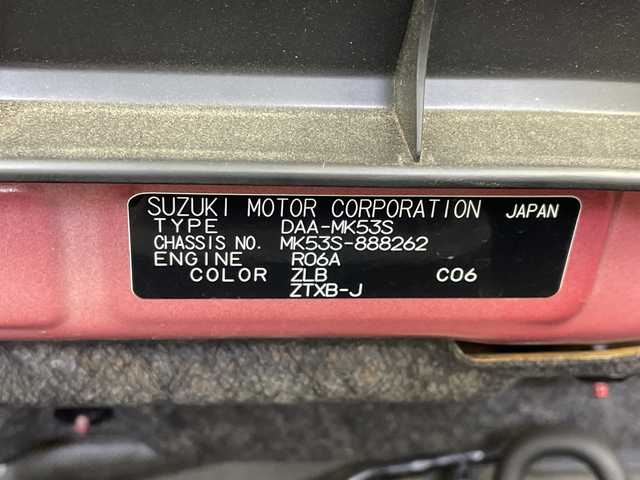 SUZUKI MOTOR CORPORATION JAPAN
TYPE DAA-MK53S
CHASSIS NO. MK53S-888262
ENGINE R06A
COLOR ZLB C06
ZTXB-J